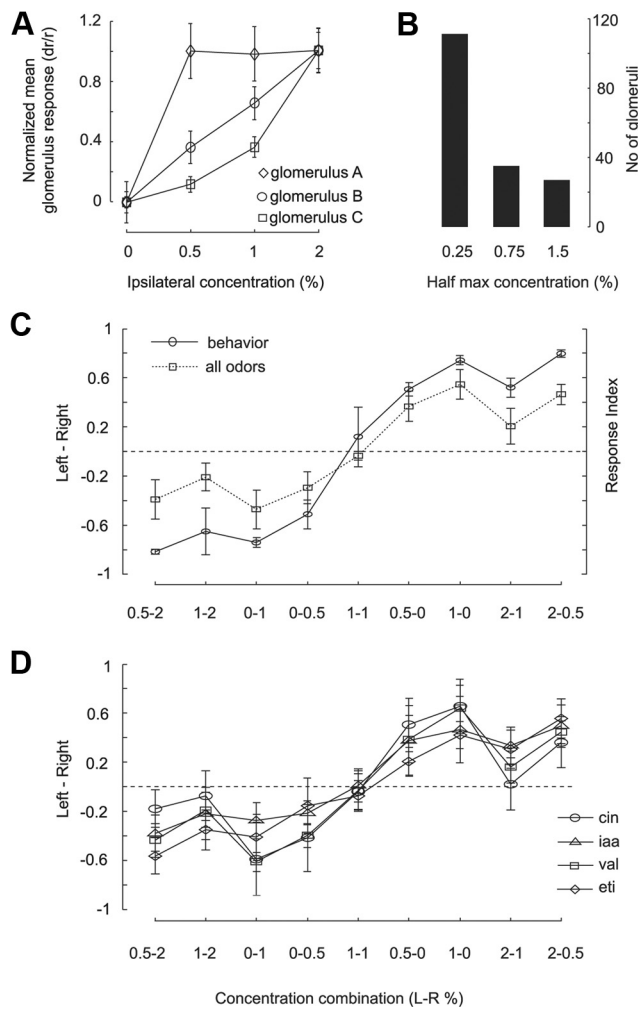 A
Normalized mean
glomerulus response (dr/r)
1.2
0.8
0.4
0
glomerulus A
glomerulus B
glomerulus C
0
0.5
1
2
Ipsilateral concentration (%)
B
No of glomeruli
120
80
40
0
0.25
0.75
1.5
Half max concentration (%)
C
Left - Right
1
0.6
0.2
-0.2
-0.6
-1
behavior
all odors
Response Index
0.5-2
1-2
0-1
0-0.5
1-1
0.5-0
1-0
2-1
2-0.5
D
Left - Right
1
0.6
0.2
-0.2
-0.6
-1
cin
iaa
val
eti
0.5-2
1-2
0-1
0-0.5
1-1
0.5-0
1-0
2-1
2-0.5
Concentration combination (L-R %)